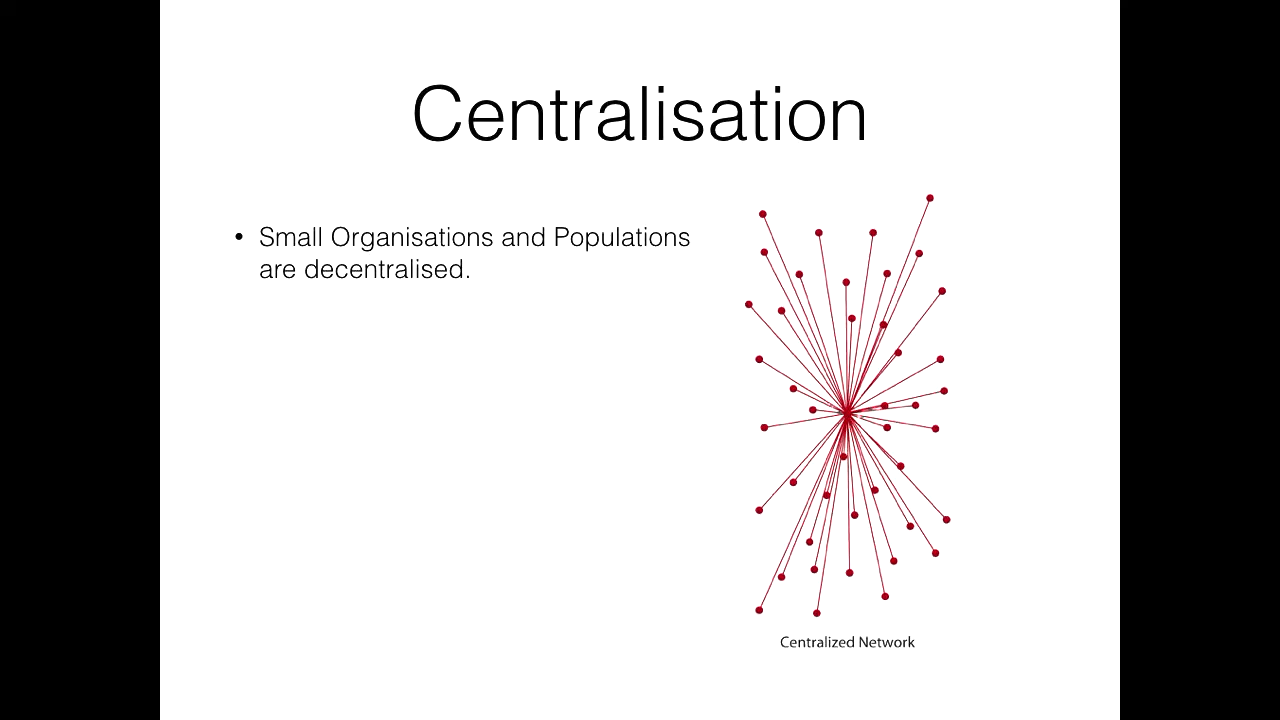 Centralisation
• Small Organisations and Populations
are decentralised.
Centralized Network